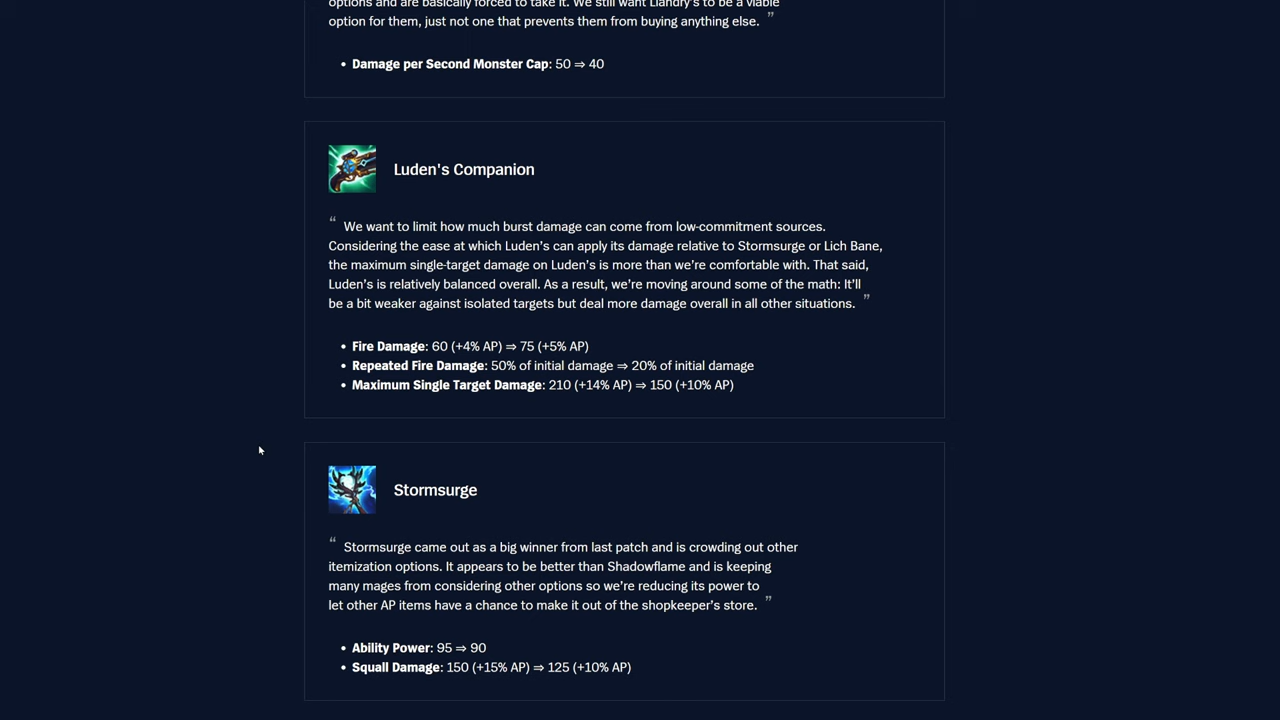 options and are basically forced to take it. We still want Liandry's to be a viable
option for them, just not one that prevents them from buying anything else. ”
• Damage per Second Monster Cap: 50 ⇒ 40
Luden's Companion
“ We want to limit how much burst damage can come from low-commitment sources.
Considering the ease at which Luden's can apply its damage relative to Stormsurge or Lich Bane,
the maximum single-target damage on Luden's is more than we're comfortable with. That said,
Luden's is relatively balanced overall. As a result, we're moving around some of the math: It'll
be a bit weaker against isolated targets but deal more damage overall in all other situations. ”
• Fire Damage: 60 (+4% AP) ⇒ 75 (+5% AP)
• Repeated Fire Damage: 50% of initial damage ⇒ 20% of initial damage
• Maximum Single Target Damage: 210 (+14% AP) ⇒ 150 (+10% AP)
Stormsurge
“ Stormsurge came out as a big winner from last patch and is crowding out other
itemization options. It appears to be better than Shadowflame and is keeping
many mages from considering other options so we're reducing its power to
let other AP items have a chance to make it out of the shopkeeper's store. ”
• Ability Power: 95 ⇒ 90
• Squall Damage: 150 (+15% AP) ⇒ 125 (+10% AP)